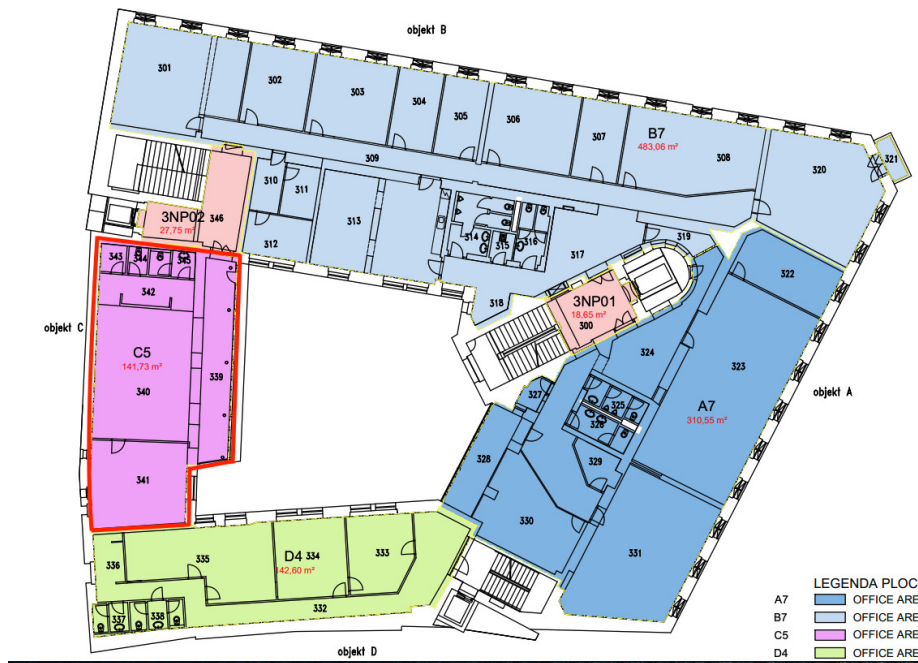 objekt B
301
302
303
304
305
306
307
B7
483,06 m²
308
320
321
309
310
311
312
313
314
315
316
317
318
319
3NP02
27,75 m²
346
3NP01
18,65 m²
300
343
344
345
342
objekt C
C5
141,73 m²
340
339
341
322
323
324
objekt A
A7
310,55 m²
325
326
327
328
329
330
331
336
335
D4
42,60 m²
334
333
332
337
338
objekt D
LEGENDA PLOC
A7 OFFICE ARE
B7 OFFICE ARE
C5 OFFICE ARE
D4 OFFICE ARE